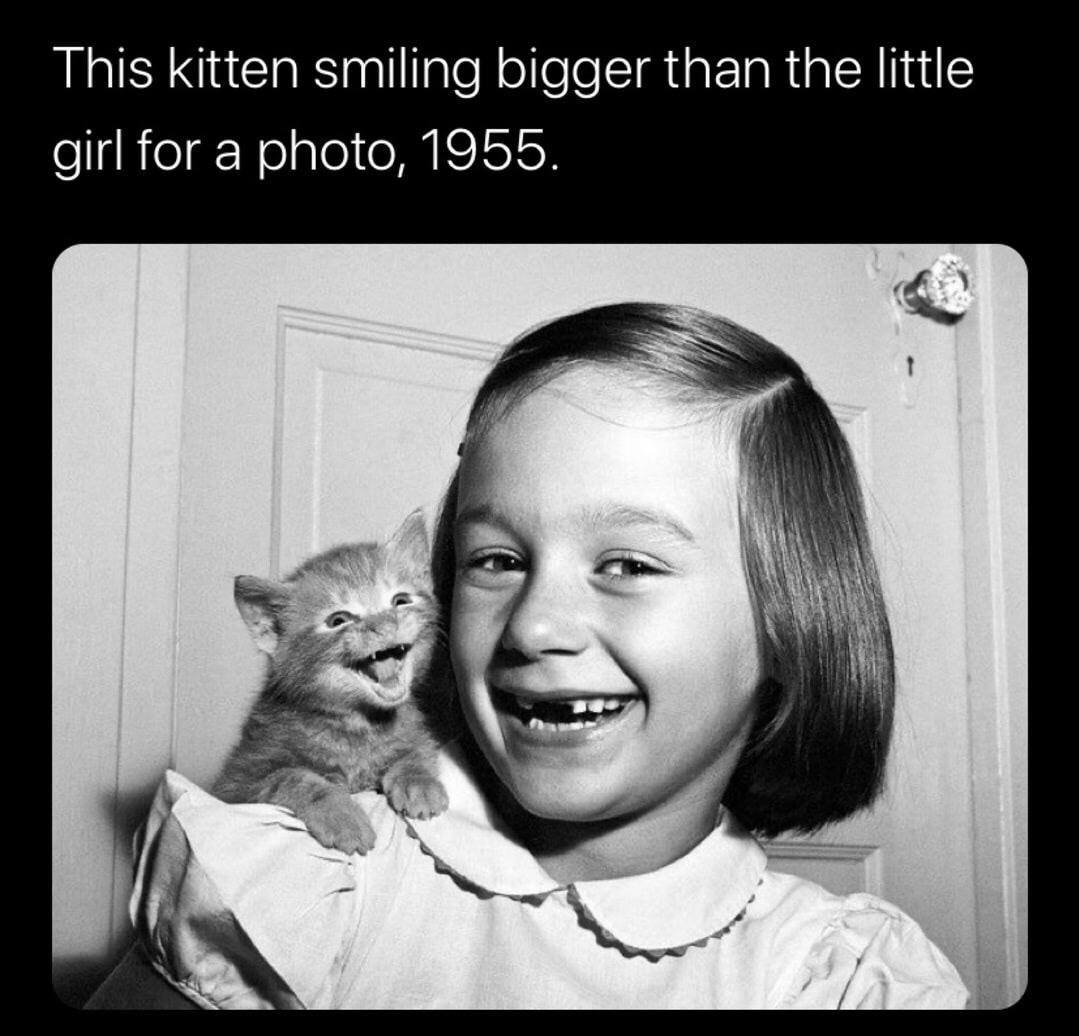 This kitten smiling bigger than the little
girl for a photo, 1955.